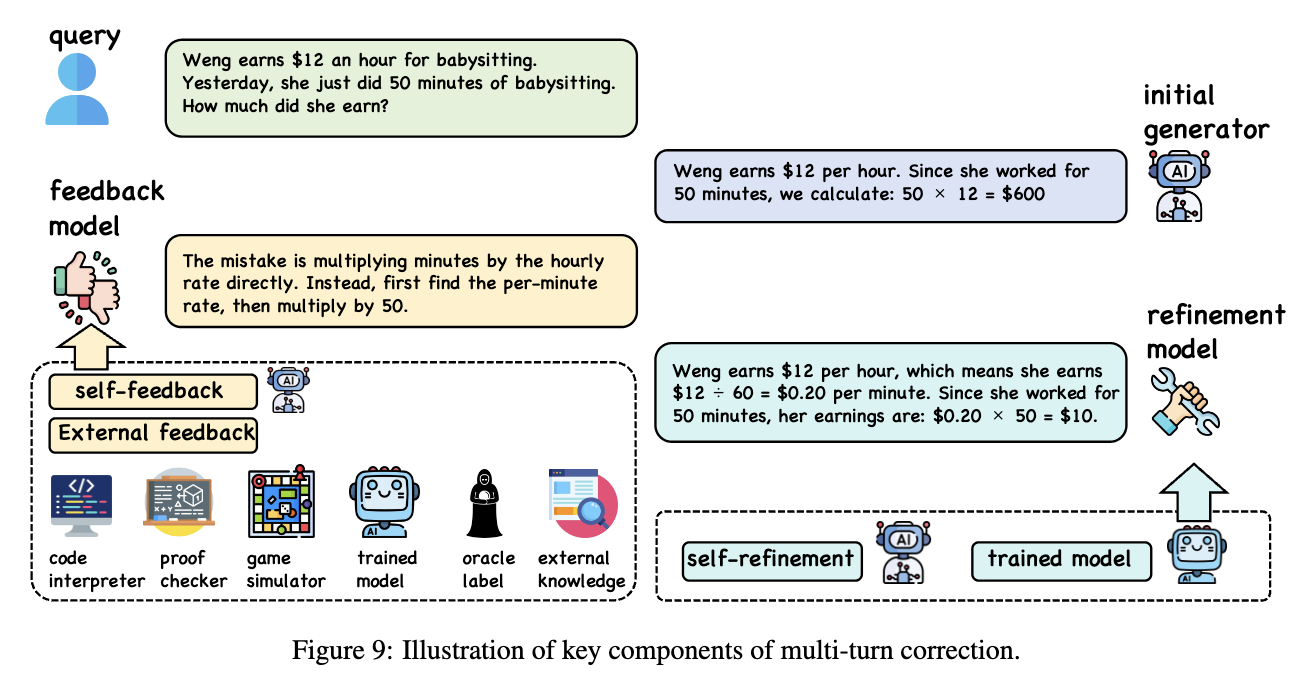 query
Weng earns $12 an hour for babysitting.
Yesterday, she just did 50 minutes of babysitting.
How much did she earn?
initial
generator
AI
Weng earns $12 per hour. Since she worked for
50 minutes, we calculate: 50 × 12 = $600
feedback
model
The mistake is multiplying minutes by the hourly
rate directly. Instead, first find the per-minute
rate, then multiply by 50.
refinement
model
Weng earns $12 per hour, which means she earns
$12 ÷ 60 = $0.20 per minute. Since she worked for
50 minutes, her earnings are: $0.20 × 50 = $10.
self-feedback
AI
External feedback
</>
X+Y
AI
code
interpreter
proof
checker
game
simulator
trained
model
oracle
label
external
knowledge
self-refinement
AI
trained model
AI
Figure 9: Illustration of key components of multi-turn correction.